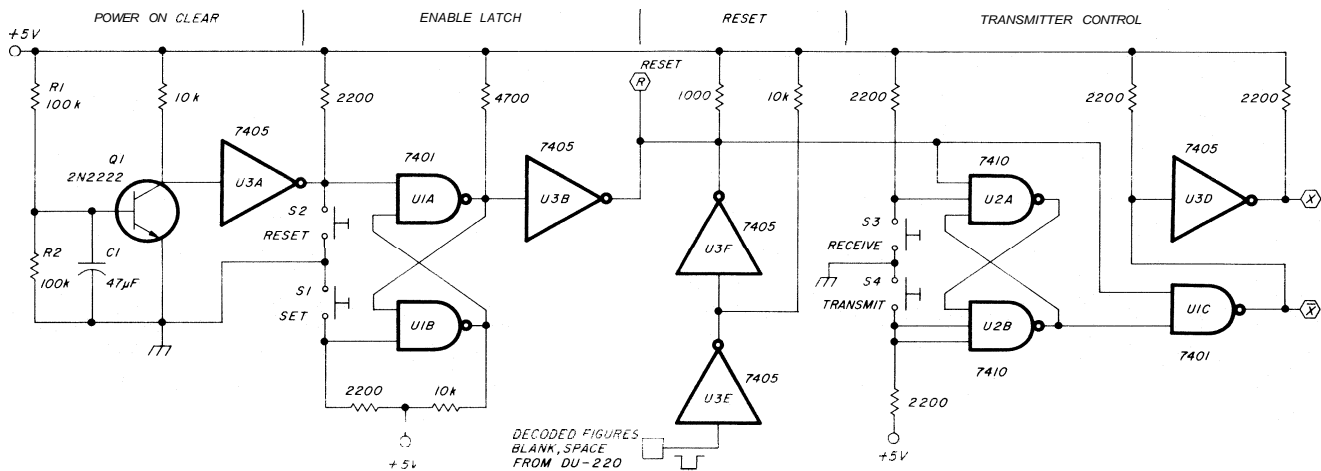 POWER ON CLEAR
ENABLE LATCH
RESET
TRANSMITTER CONTROL
+5V
R1
100k
10k
2200
4700
RESET
R
1000
10k
2200
2200
2200
Q1
2N2222
7405
U3A
7401
U1A
7405
U3B
7410
U2A
7405
U3D
X
S2
RESET
S3
RECEIVE
7405
U3F
R2
100k
C1
47µF
S1
SET
U1B
S4
TRANSMIT
U2B
7410
U1C
7401
X̅
2200
10k
+5V
7405
U3E
2200
+5V
DECODED FIGURES
BLANK, SPACE
FROM DU-220